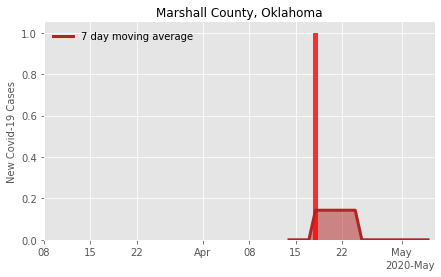 Marshall County, Oklahoma
7 day moving average
New Covid-19 Cases
1.0
0.8
0.6
0.4
0.2
0.0
08 15 22 Apr 08 15 22 May
2020-May